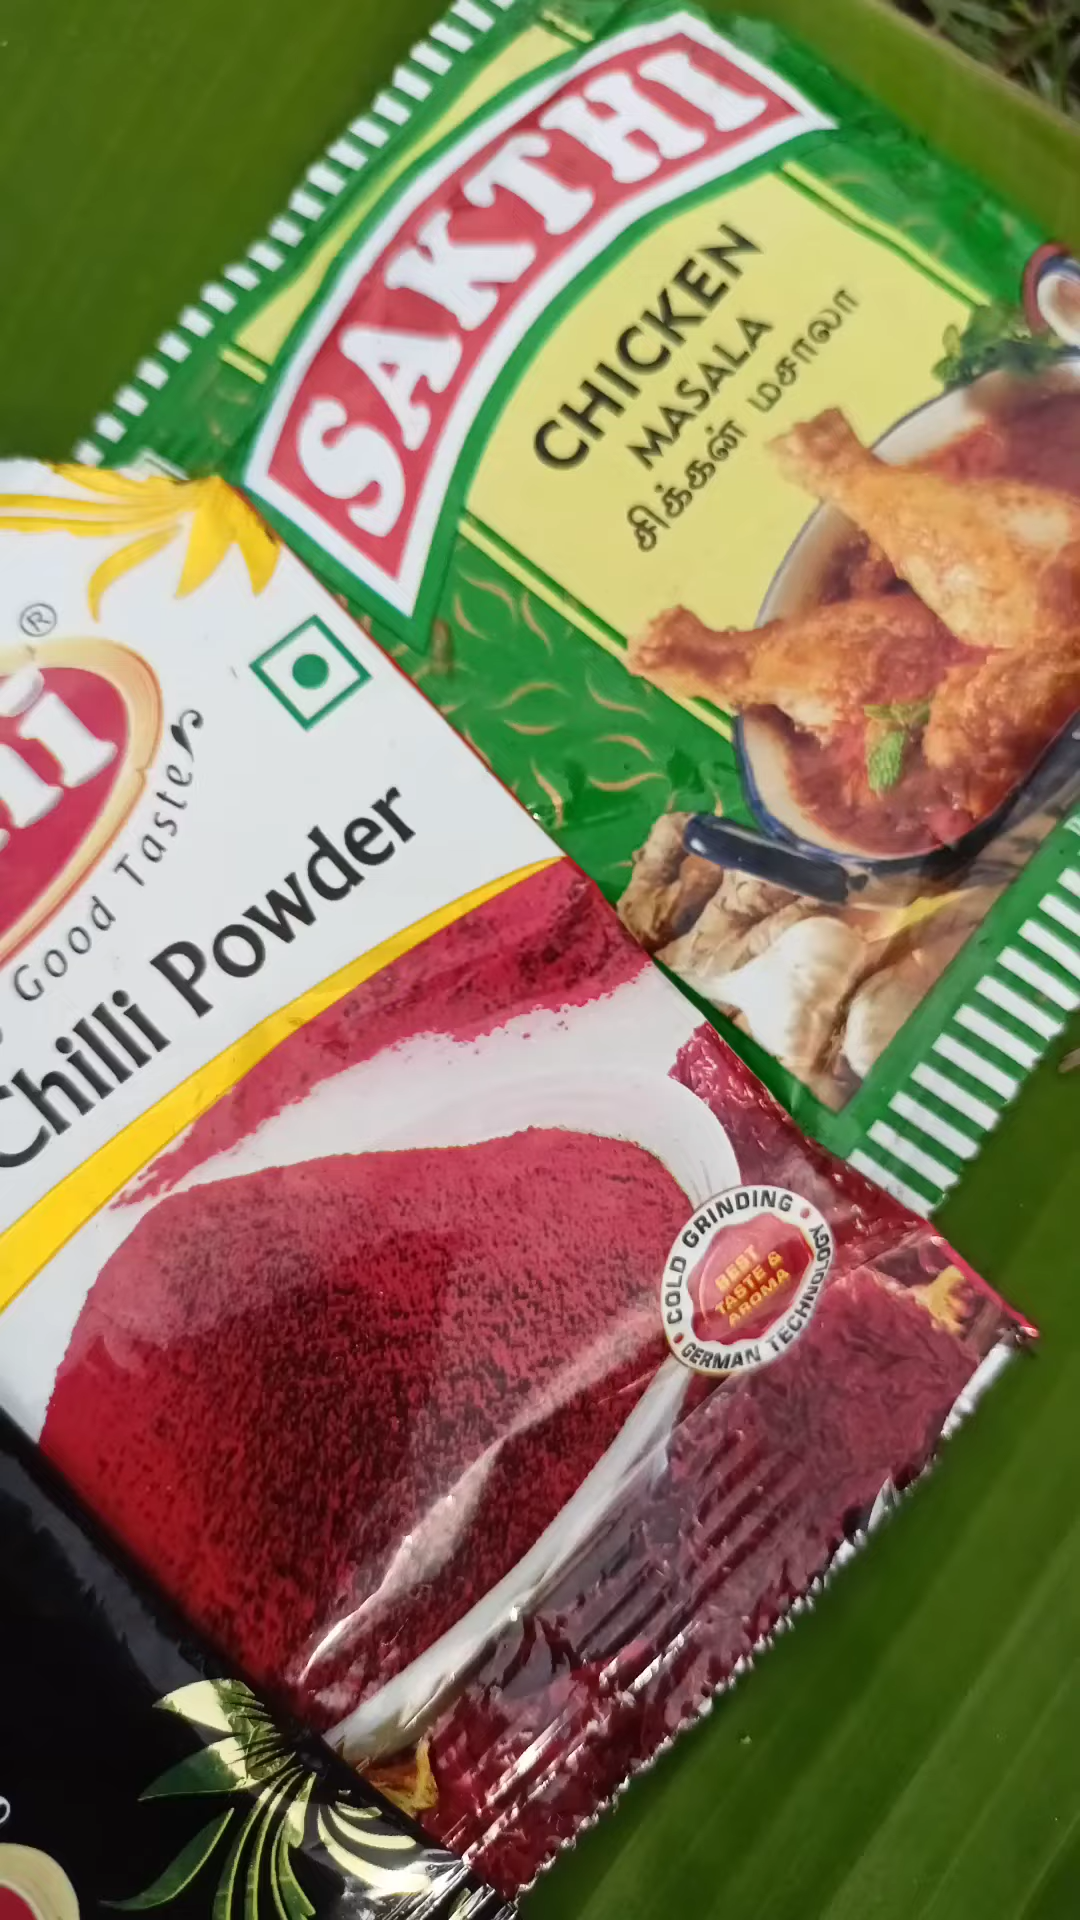 SAKTHI
CHICKEN
MASALA
சிக்கன் மசாலா
®
Good Taste
Chilli Powder
COLD GRINDING
BEST
TASTE &
AROMA
GERMAN TECHNOLOGY